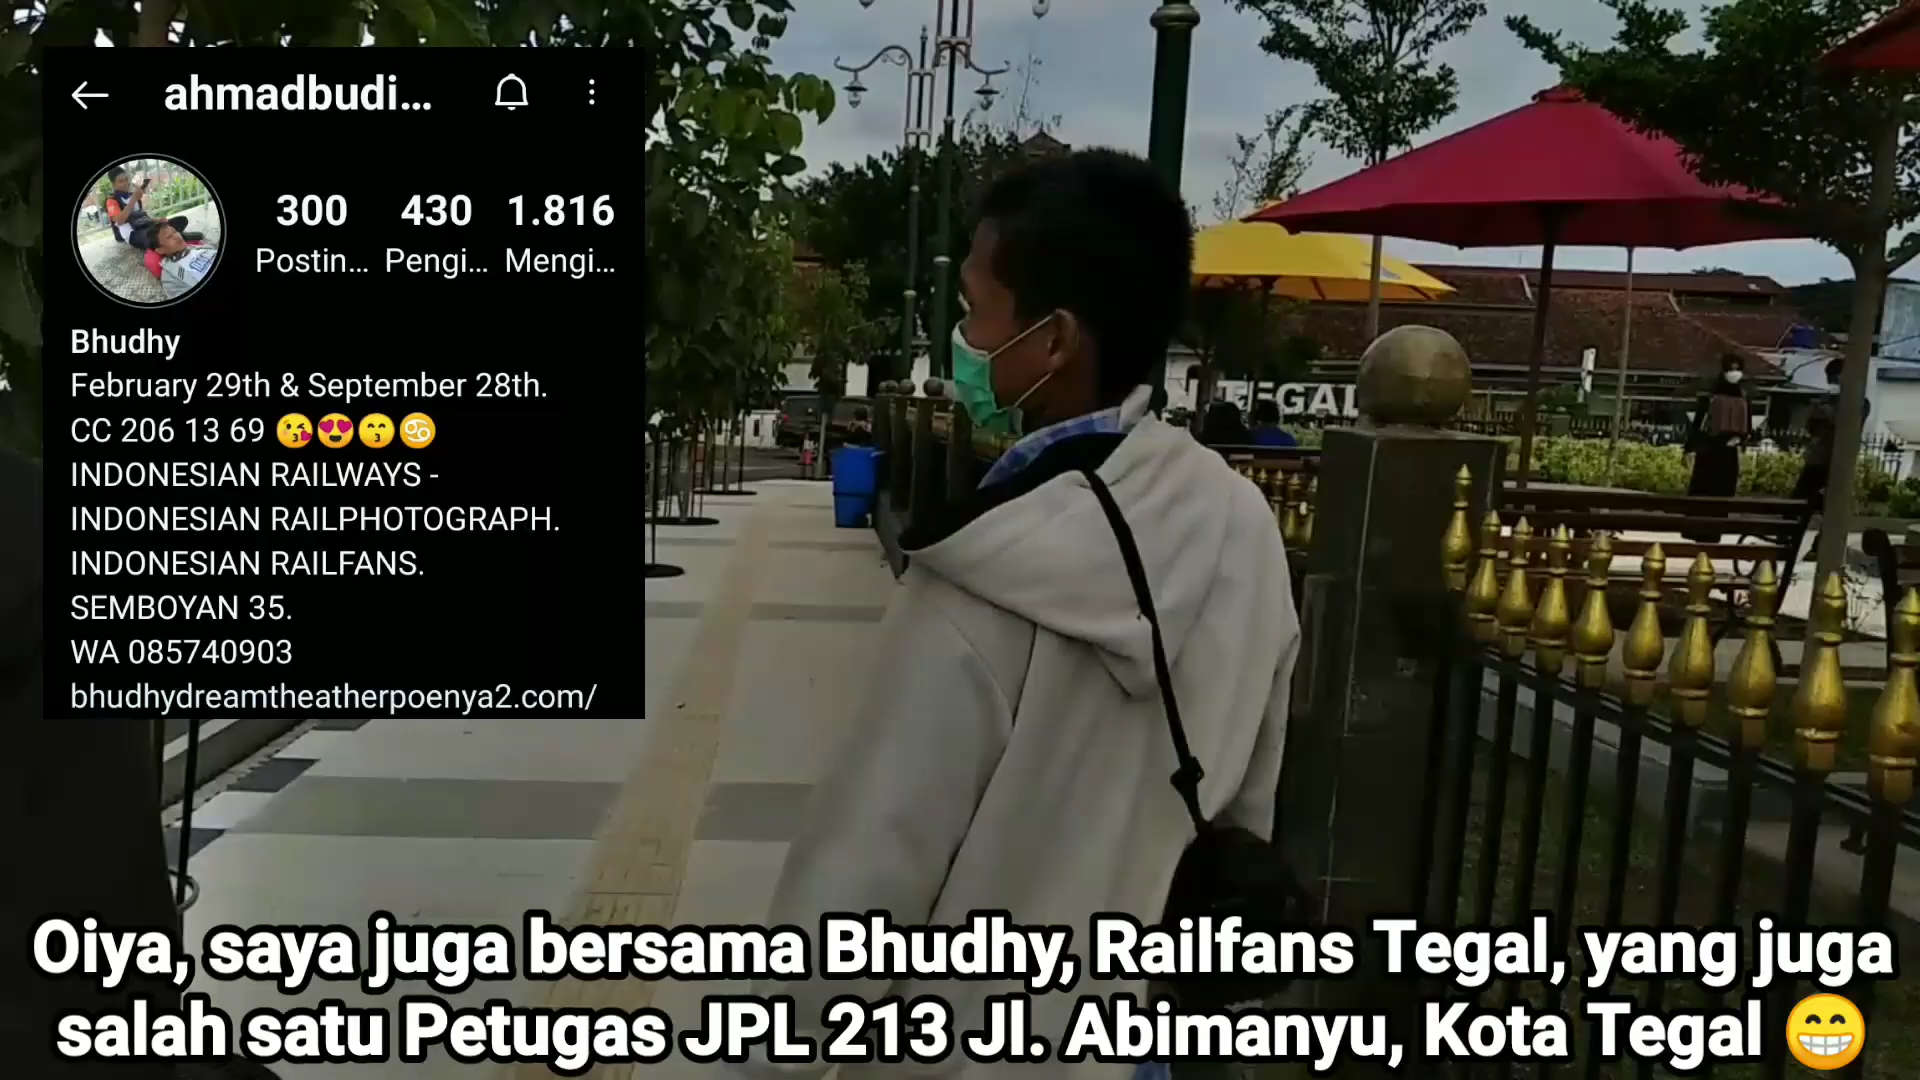 ahmadbudi...
300 430 1.816
Postin... Pengi... Mengi...
Bhudhy
February 29th & September 28th.
CC 206 13 69 😘😍😙♋
INDONESIAN RAILWAYS -
INDONESIAN RAILPHOTOGRAPH.
INDONESIAN RAILFANS.
SEMBOYAN 35.
WA 085740903
bhudhydreamtheatherpoenya2.com/
TEGAL
Oiya, saya juga bersama Bhudhy, Railfans Tegal, yang juga
salah satu Petugas JPL 213 Jl. Abimanyu, Kota Tegal 😁